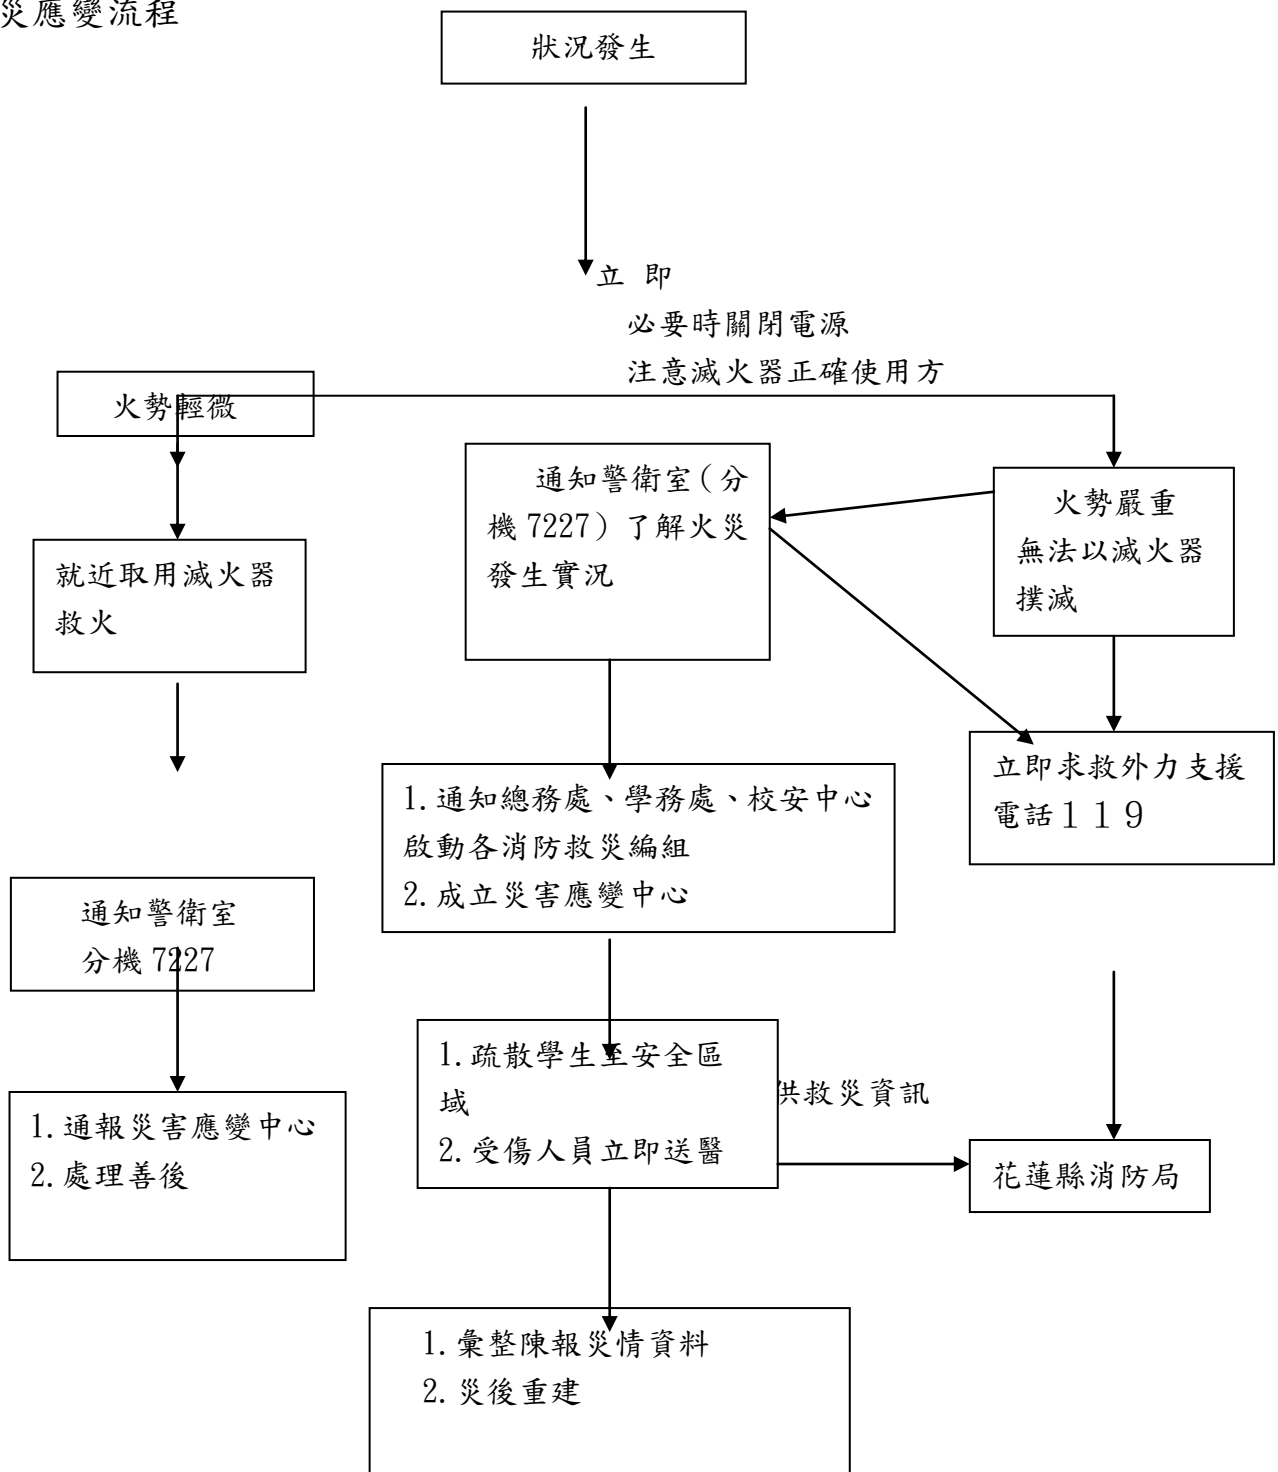 災應變流程
狀況發生
立 即
必要時關閉電源
注意滅火器正確使用方
火勢輕微
通知警衛室(分
機 7227) 了解火災
發生實況
火勢嚴重
無法以滅火器
撲滅
就近取用滅火器
救火
立即求救外力支援
電話１１９
1.通知總務處、學務處、校安中心
啟動各消防救災編組
2.成立災害應變中心
通知警衛室
分機 7227
1.疏散學生至安全區
域
2.受傷人員立即送醫
供救災資訊
1.通報災害應變中心
2.處理善後
花蓮縣消防局
1.彙整陳報災情資料
2.災後重建